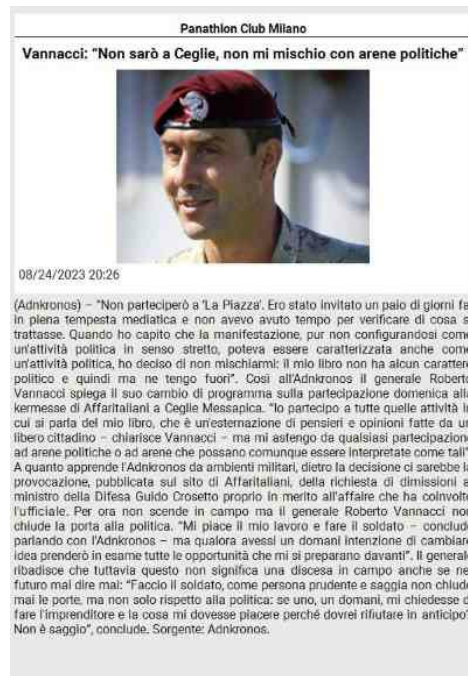 Panathlon Club Milano
Vannacci: "Non sarò a Ceglie, non mi mischio con arene politiche"
08/24/2023 20:26
(Adnkronos) – "Non parteciperò a 'La Piazza'. Ero stato invitato un paio di giorni fa
in piena tempesta mediatica e non avevo avuto tempo per verificare di cosa s
trattasse. Quando ho capito che la manifestazione, pur non configurandosi come
un'attività politica in senso stretto, poteva essere caratterizzata anche come
un'attività politica, ho deciso di non mischiarmi: il mio libro non ha alcun carattere
politico e quindi ma ne tengo fuori". Così all'Adnkronos il generale Roberto
Vannacci spiega il suo cambio di programma sulla partecipazione domenica alla
kermesse di Affaritaliani a Ceglie Messapica. "Io partecipo a tutte quelle attività in
cui si parla del mio libro, che è un'esternazione di pensieri e opinioni fatte da un
libero cittadino – chiarisce Vannacci – ma mi astengo da qualsiasi partecipazione
ad arene politiche o ad arene che possano comunque essere interpretate come tali".
A quanto apprende l'Adnkronos da ambienti militari, dietro la decisione ci sarebbe la
provocazione, pubblicata sul sito di Affaritaliani, della richiesta di dimissioni a
ministro della Difesa Guido Crosetto proprio in merito all'affaire che ha coinvolto
l'ufficiale. Per ora non scende in campo ma il generale Roberto Vannacci non
chiude la porta alla politica. "Mi piace il mio lavoro e fare il soldato – conclude
parlando con l'Adnkronos – ma qualora avessi un domani intenzione di cambiare
idea prenderò in esame tutte le opportunità che mi si preparano davanti". Il generale
ribadisce che tuttavia questo non significa una discesa in campo anche se nel
futuro mai dire mai: "Faccio il soldato, come persona prudente e saggia non chiudo
mai le porte, ma non solo rispetto alla politica: se uno, un domani, mi chiedesse d
fare l'imprenditore e la cosa mi dovesse piacere perché dovrei rifiutare in anticipo?
Non è saggio", conclude. Sorgente: Adnkronos.